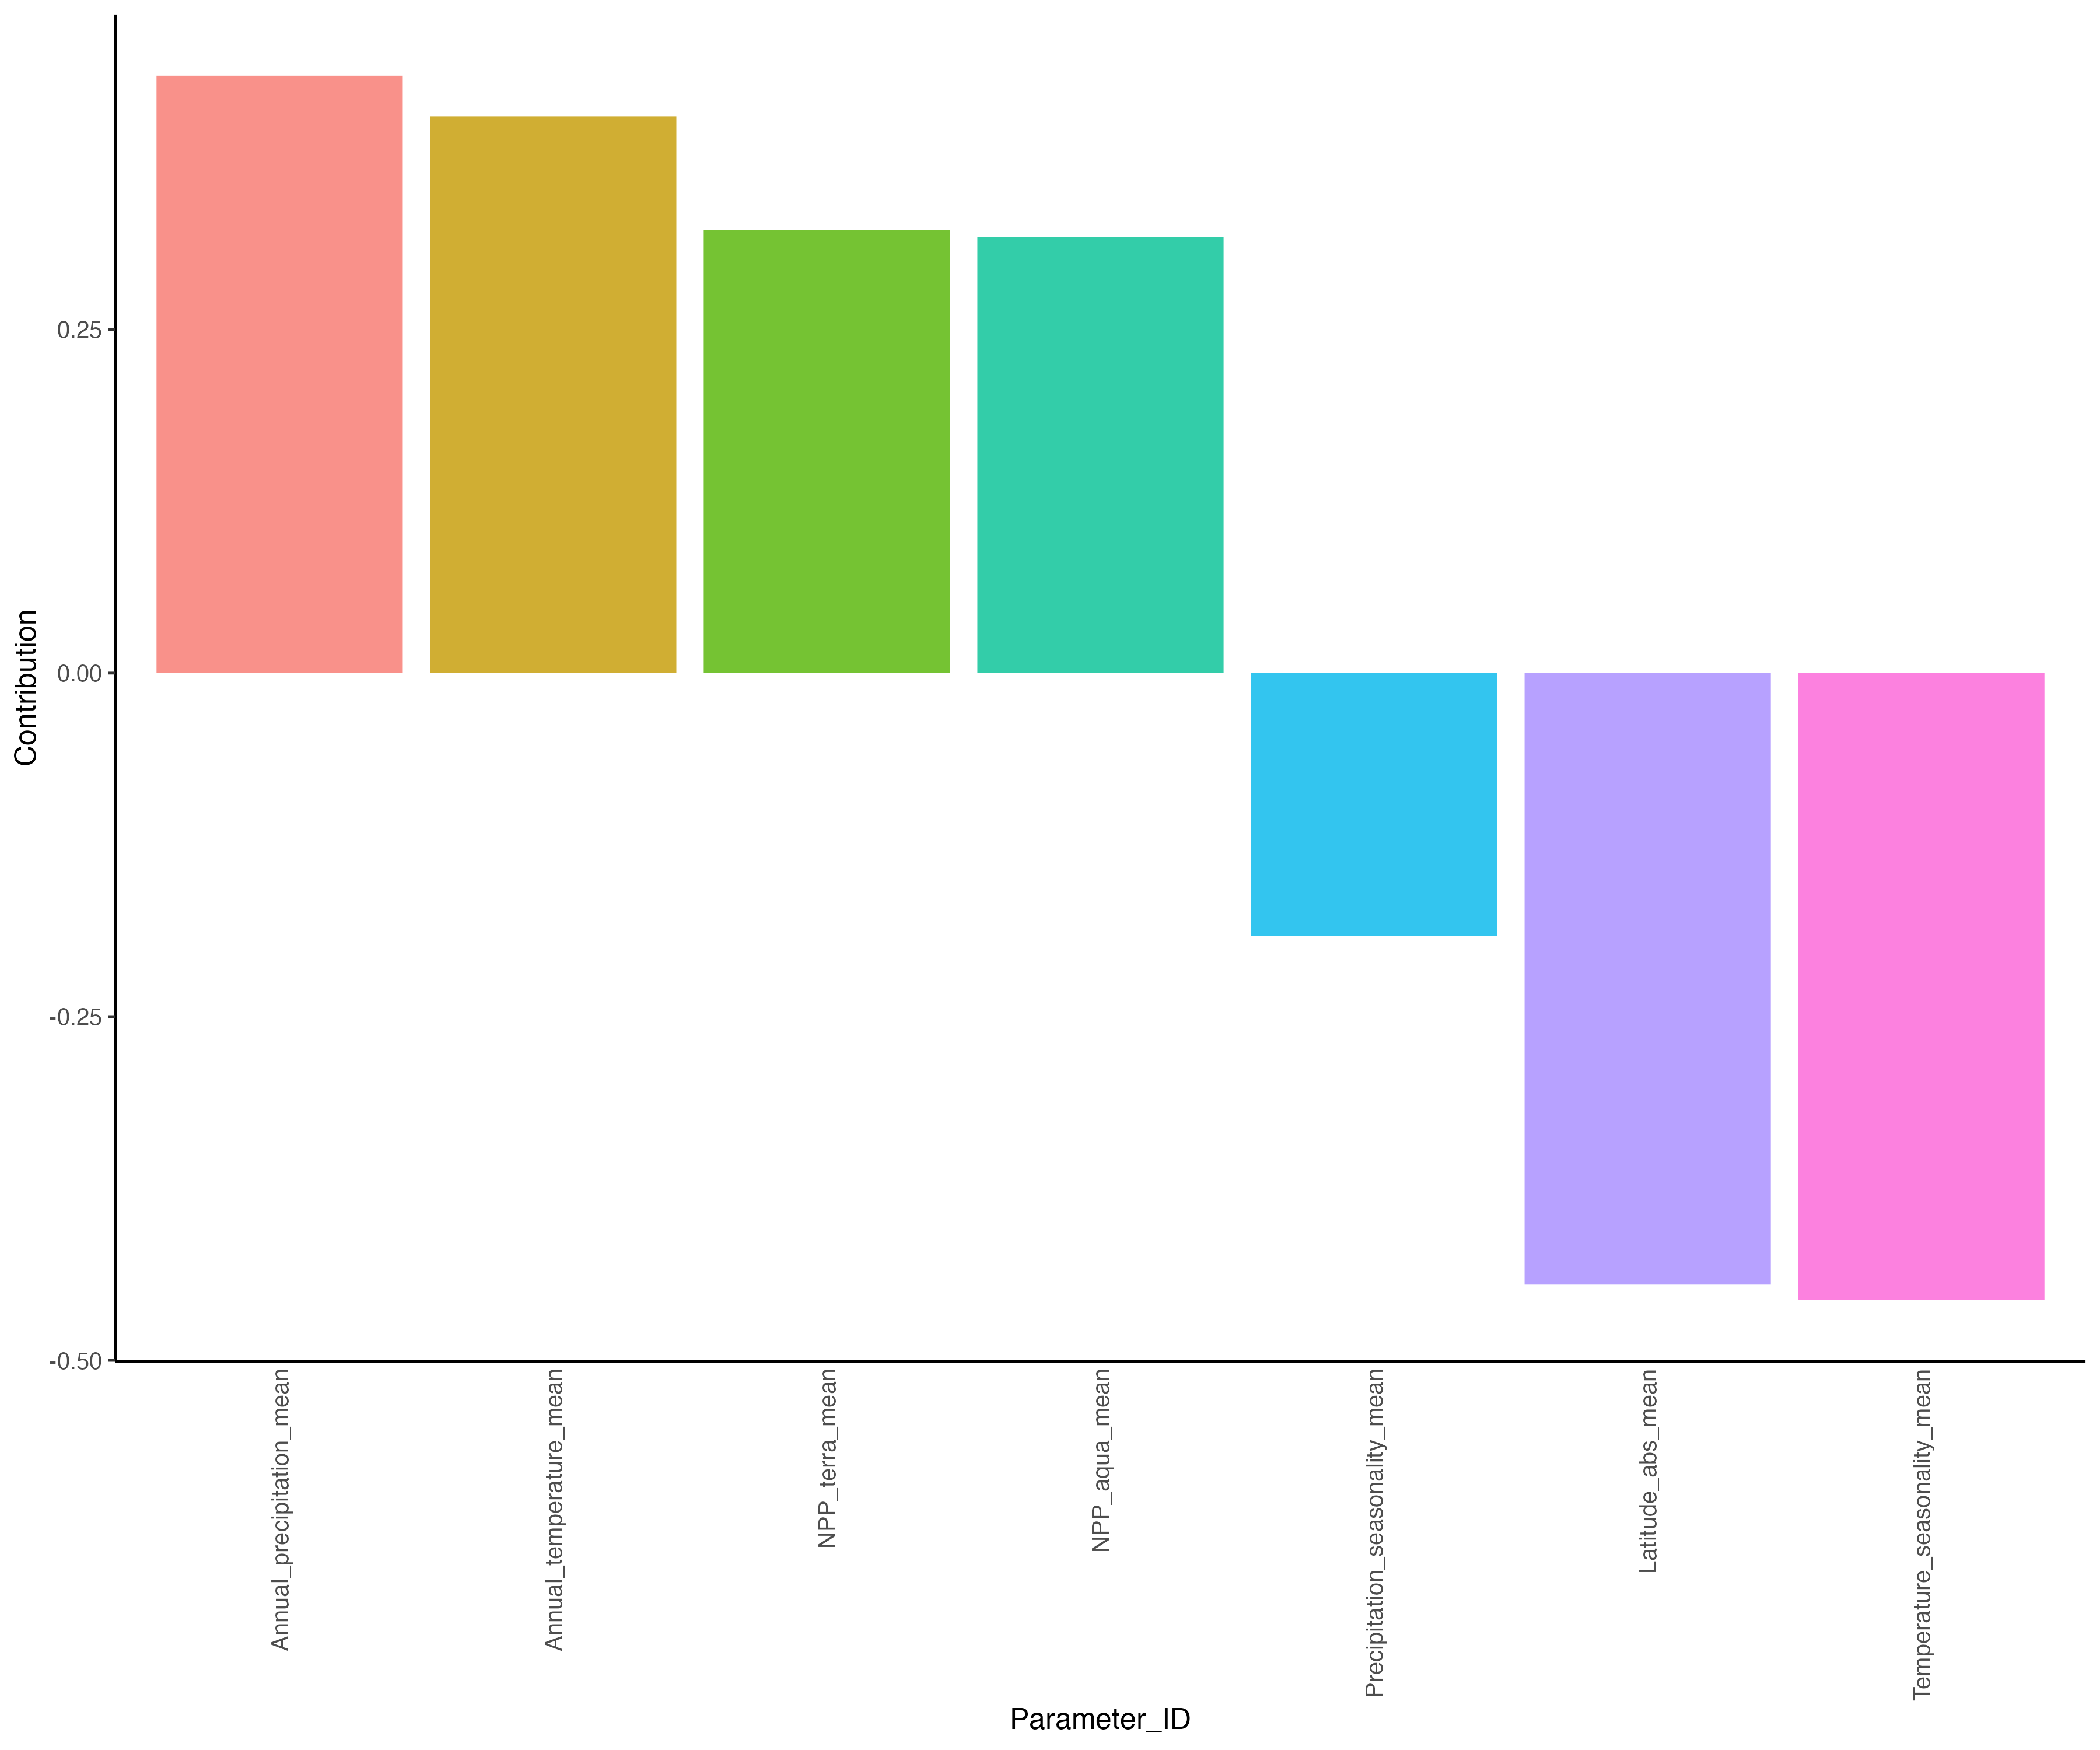 Contribution
0.25
0.00
-0.25
-0.50
Annual_precipitation_mean
Annual_temperature_mean
NPP_terra_mean
NPP_aqua_mean
Precipitation_seasonality_mean
Latitude_abs_mean
Temperature_seasonality_mean
Parameter_ID